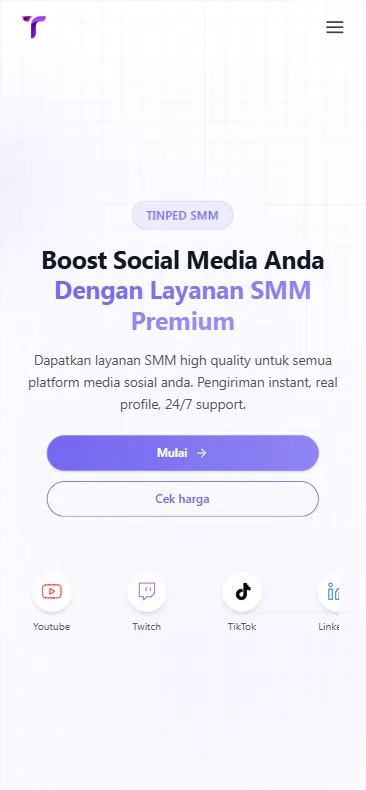 TINPED SMM
Boost Social Media Anda
Dengan Layanan SMM
Premium
Dapatkan layanan SMM high quality untuk semua
platform media sosial anda. Pengiriman instant, real
profile, 24/7 support.
Mulai →
Cek harga
Youtube Twitch TikTok Linke